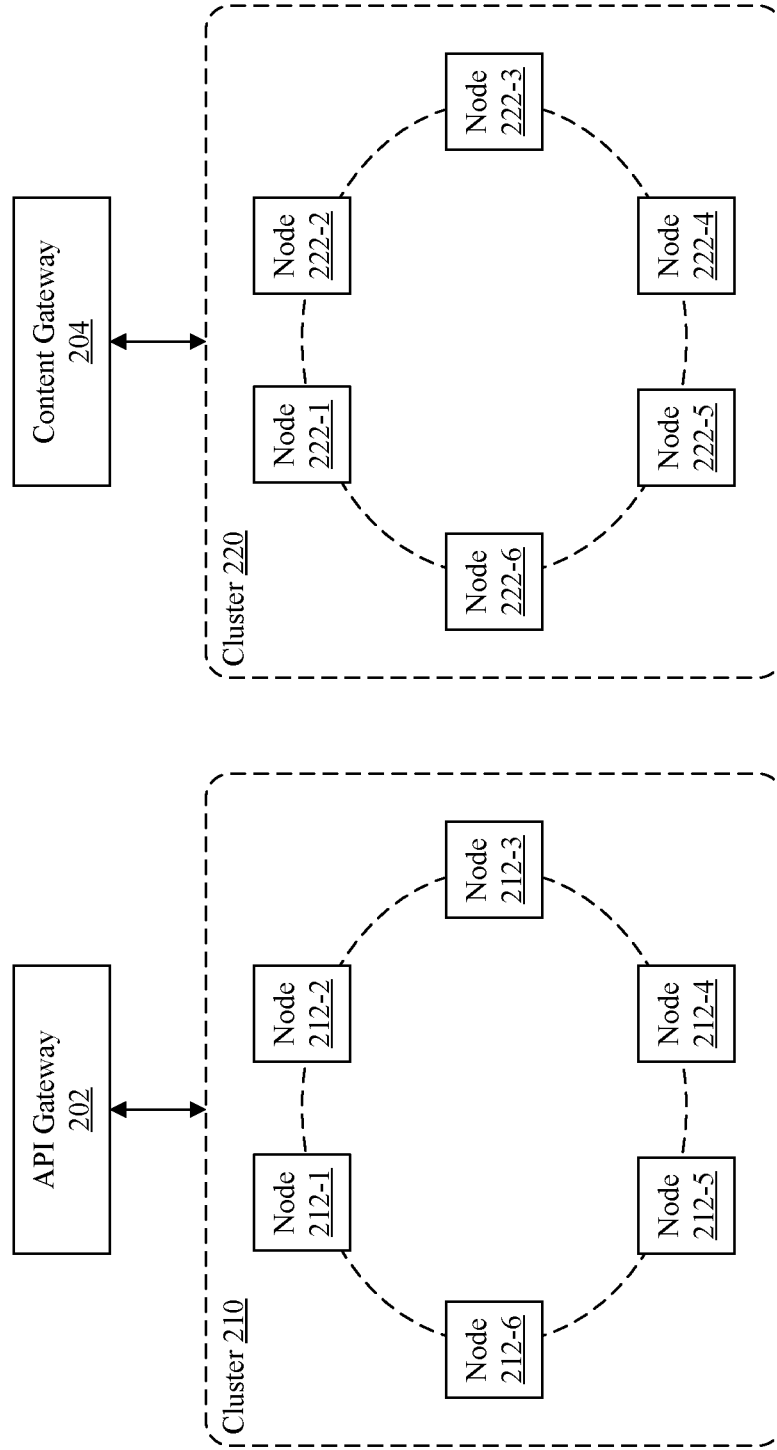 API Gateway
202
Cluster 210
Node
212-1
Node
212-2
Node
212-3
Node
212-4
Node
212-5
Node
212-6
Content Gateway
204
Cluster 220
Node
222-1
Node
222-2
Node
222-3
Node
222-4
Node
222-5
Node
222-6